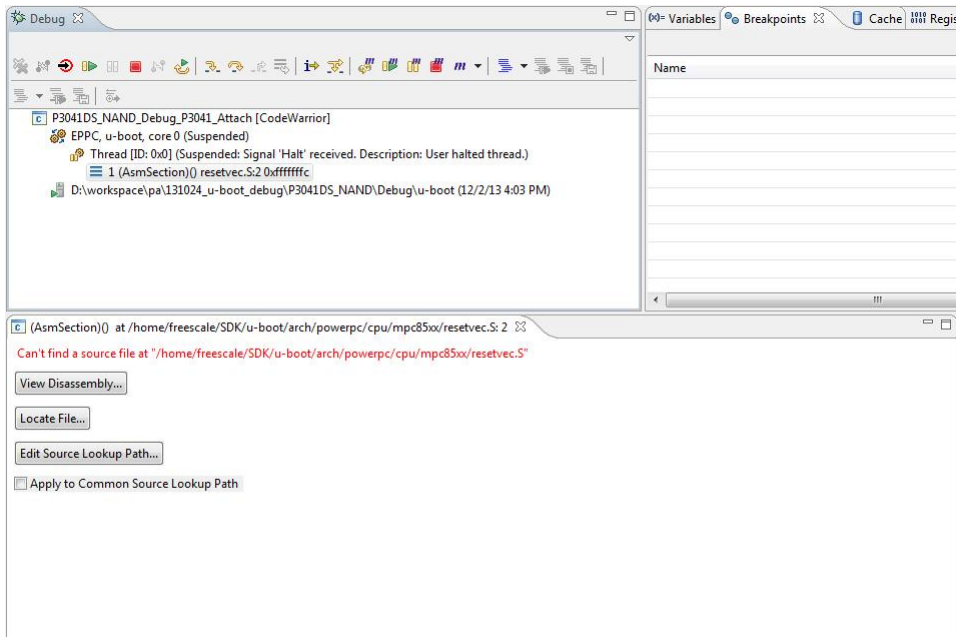 Debug
(x)= Variables
Breakpoints
Cache
1010 0101 Regis
m
Name
P3041DS_NAND_Debug_P3041_Attach [CodeWarrior]
EPPC, u-boot, core 0 (Suspended)
Thread [ID: 0x0] (Suspended: Signal 'Halt' received. Description: User halted thread.)
1 (AsmSection)() resetvec.S:2 0xfffffffc
D:\workspace\pa\131024_u-boot_debug\P3041DS_NAND\Debug\u-boot (12/2/13 4:03 PM)
(AsmSection)() at /home/freescale/SDK/u-boot/arch/powerpc/cpu/mpc85xx/resetvec.S: 2
Can't find a source file at "/home/freescale/SDK/u-boot/arch/powerpc/cpu/mpc85xx/resetvec.S"
View Disassembly...
Locate File...
Edit Source Lookup Path...
Apply to Common Source Lookup Path